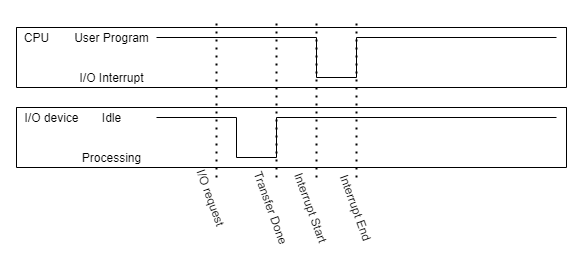 CPU User Program
I/O Interrupt
I/O device Idle
Processing
I/O request
Transfer Done
Interrupt Start
Interrupt End